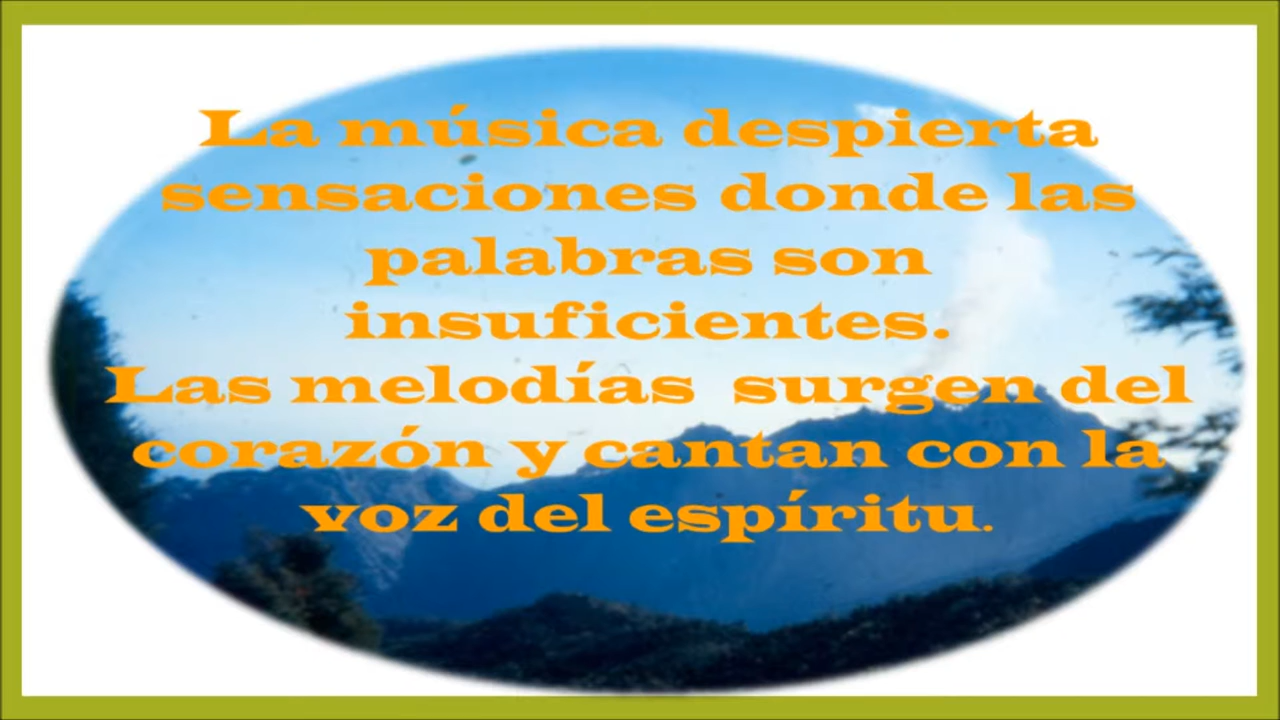 La música despierta
sensaciones donde las
palabras son
insuficientes.
Las melodías  surgen del
corazón y cantan con la
voz del espíritu.